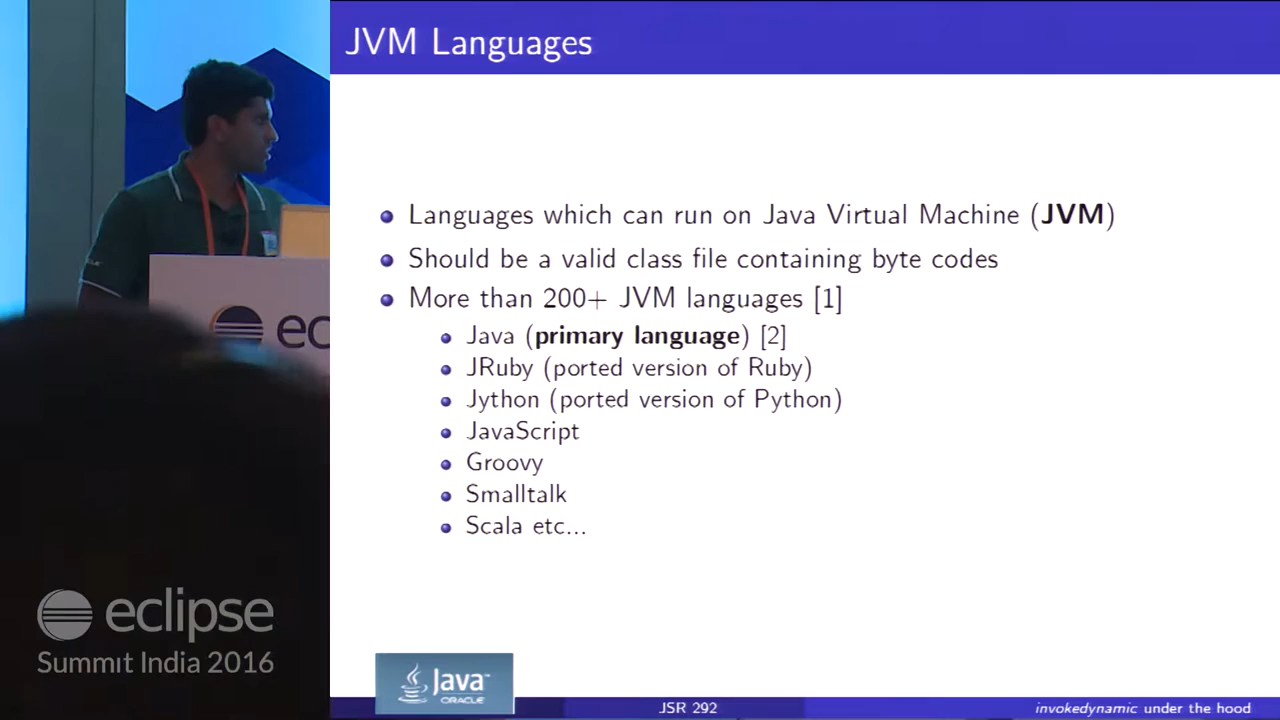 JVM Languages
Languages which can run on Java Virtual Machine (JVM)
Should be a valid class file containing byte codes
More than 200+ JVM languages [1]
Java (primary language) [2]
JRuby (ported version of Ruby)
Jython (ported version of Python)
JavaScript
Groovy
Smalltalk
Scala etc...
ec
eclipse
Summit India 2016
Java™
ORACLE
JSR 292
invokedynamic under the hood